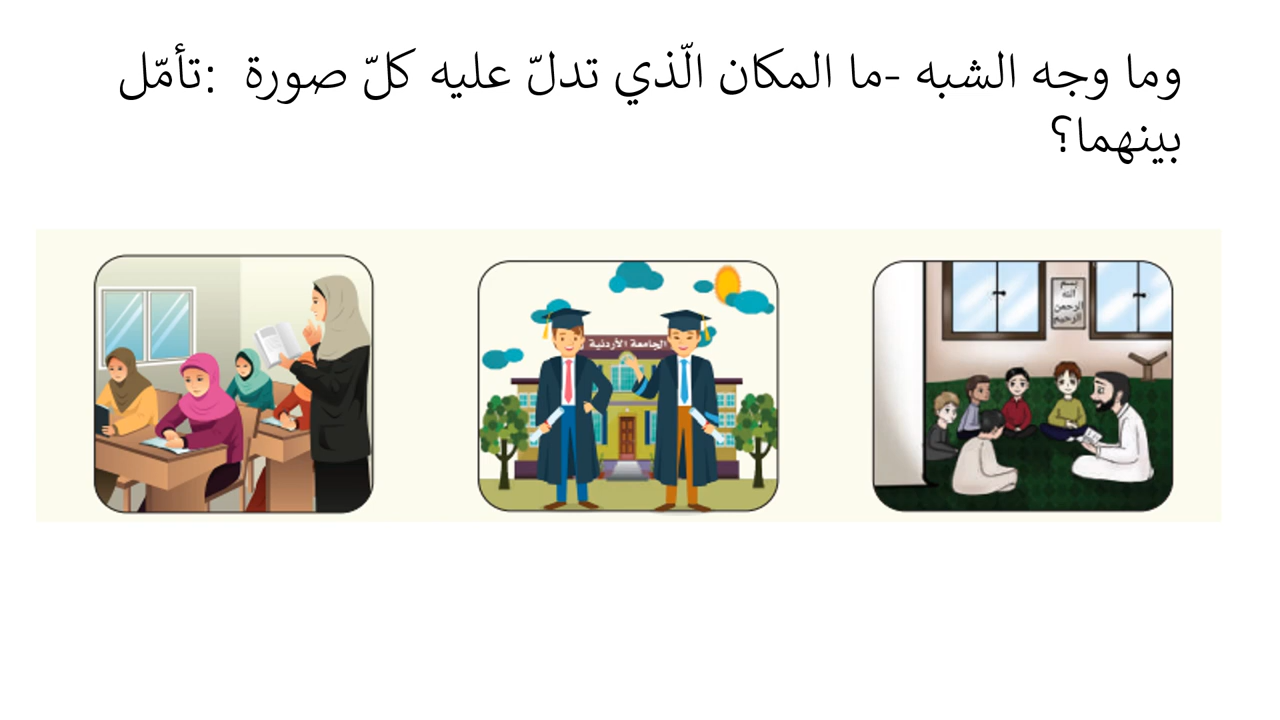 وما وجه الشبه -ما المكان الّذي تدلّ عليه كلّ صورة :تأمّل
بينهما؟
الجامعة الأردنية
بسم
الله
الرحمن
الرحيم